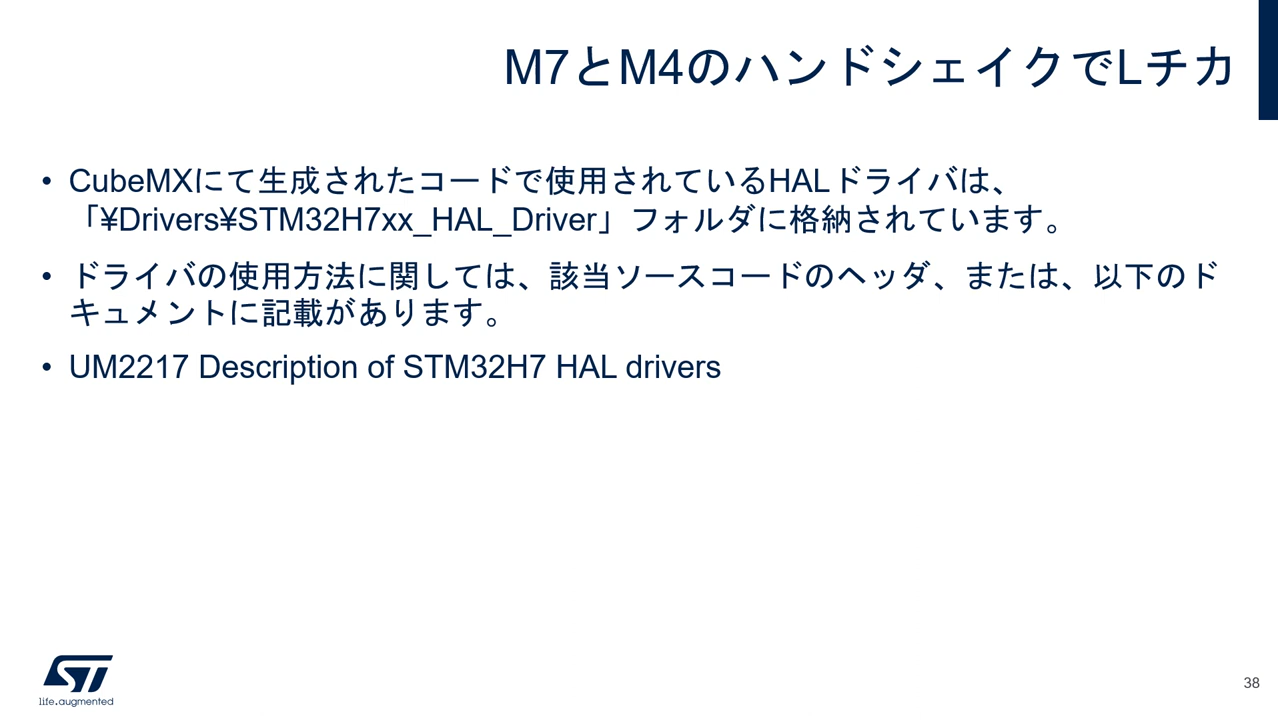 M7とM4のハンドシェイクでLチカ
• CubeMXにて生成されたコードで使用されているHALドライバは、
「¥Drivers¥STM32H7xx_HAL_Driver」フォルダに格納されています。
• ドライバの使用方法に関しては、該当ソースコードのヘッダ、または、以下のド
キュメントに記載があります。
• UM2217 Description of STM32H7 HAL drivers
ST
life.augmented
38